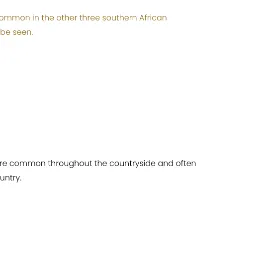 ommon in the other three southern African
be seen.
re common throughout the countryside and often
untry.